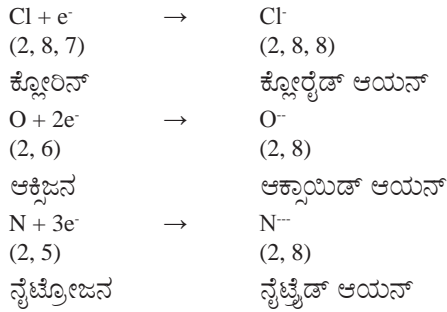 Cl + e⁻ → Cl⁻
(2, 8, 7) (2, 8, 8)
ಕ್ಲೋರಿನ್ ಕ್ಲೋರೈಡ್ ಆಯನ್
O + 2e⁻ → O⁻⁻
(2, 6) (2, 8)
ಆಕ್ಸಿಜನ ಆಕ್ಸಾಯಿಡ್ ಆಯನ್
N + 3e⁻ → N⁻⁻⁻
(2, 5) (2, 8)
ನೈಟ್ರೋಜನ ನೈಟ್ರೈಡ್ ಆಯನ್